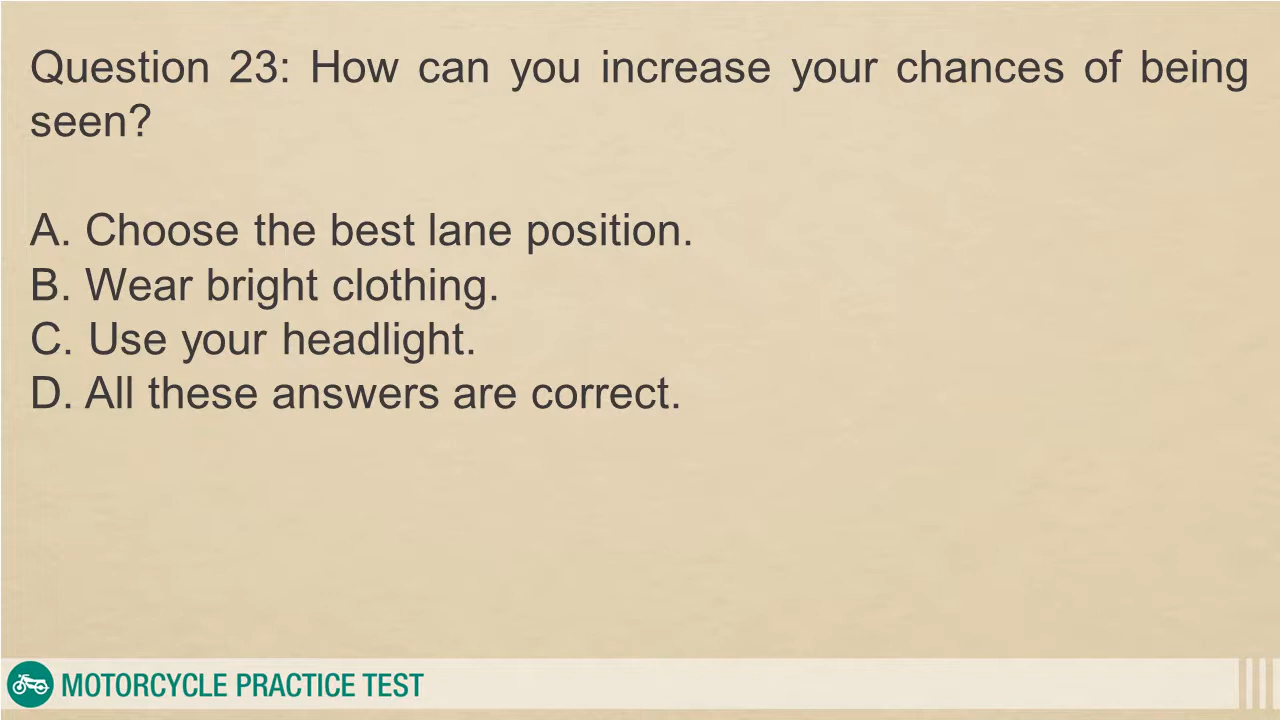 Question 23: How can you increase your chances of being
seen?
A. Choose the best lane position.
B. Wear bright clothing.
C. Use your headlight.
D. All these answers are correct.
MOTORCYCLE PRACTICE TEST